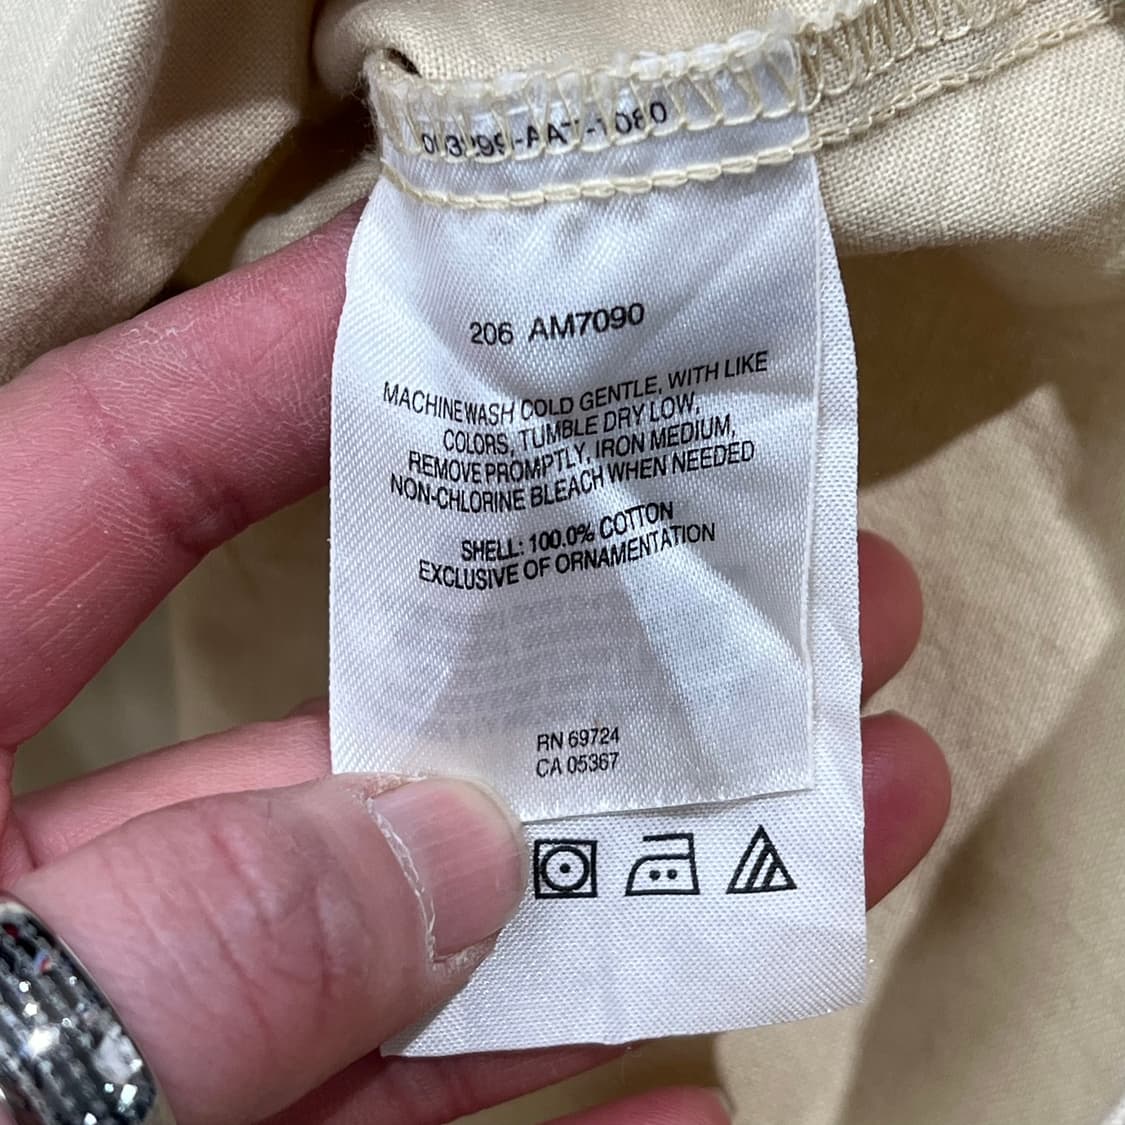 206 AM7090
MACHINE WASH COLD GENTLE, WITH LIKE
COLORS, TUMBLE DRY LOW,
REMOVE PROMPTLY, IRON MEDIUM,
NON-CHLORINE BLEACH WHEN NEEDED
SHELL: 100.0% COTTON
EXCLUSIVE OF ORNAMENTATION
RN 69724
CA 05367